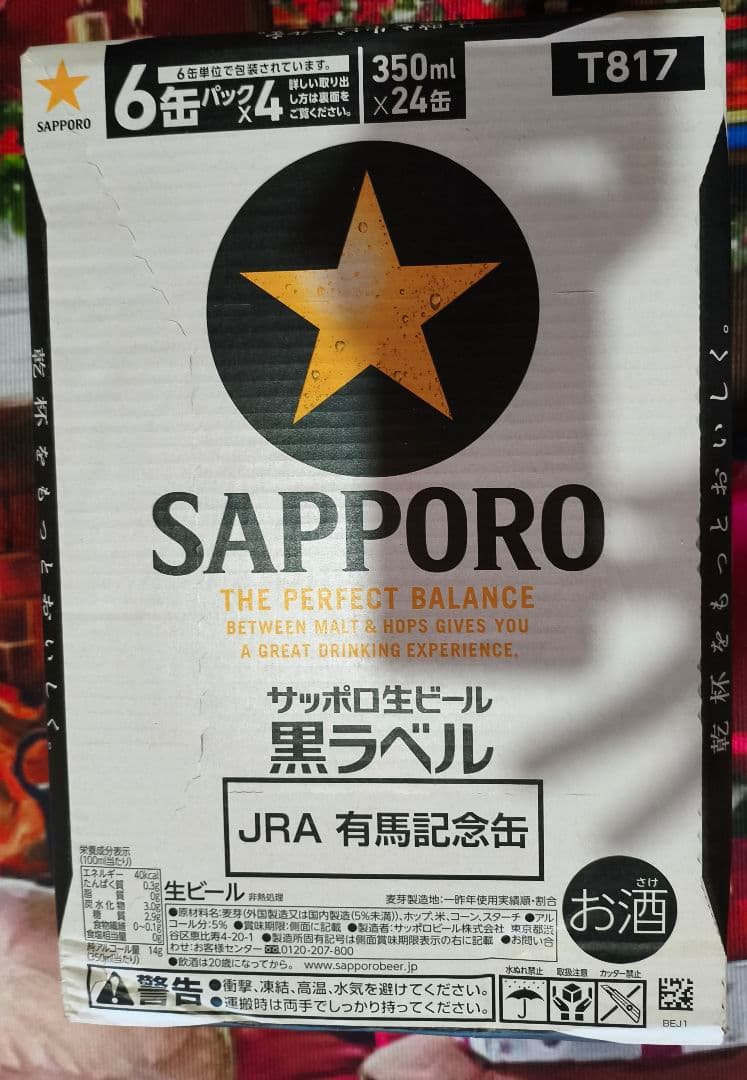 SAPPORO
6缶パック×4
6缶単位で包装されています。
詳しい取り出
し方は裏面を
ご覧ください。
350ml
×24缶
T817
乾杯をもっとおいしく。
乾杯をもっとおいしく。
SAPPORO
THE PERFECT BALANCE
BETWEEN MALT & HOPS GIVES YOU
A GREAT DRINKING EXPERIENCE.
サッポロ生ビール
黒ラベル
JRA 有馬記念缶
栄養成分表示
(100ml当たり)
エネルギー 40kcal
たんぱく質 0.3g
脂質 0g
炭水化物 3.0g
糖質 2.9g
食物繊維 0~0.1g
食塩相当量 0g
純アルコール量 14g
(350ml当たり)
生ビール 非熱処理 麦芽製造地:一昨年使用実績順・割合
●原材料名:麦芽(外国製造又は国内製造(5%未満))、ホップ、米、コーン、スターチ ●アル
コール分:5% ●賞味期限:側面に記載 ●製造者:サッポロビール株式会社 東京都渋
谷区恵比寿4-20-1 ●製造所固有記号は側面賞味期限表示の右に記載 ●お問い合
わせ:お客様センター 0120-207-800
●飲酒は20歳になってから。 www.sapporobeer.jp
さけ
お酒
警告
●衝撃、凍結、高温、水気を避けてください。
●運搬時は両手でしっかり持ってください。
水ぬれ禁止 取扱注意 カッター禁止
BEJ1